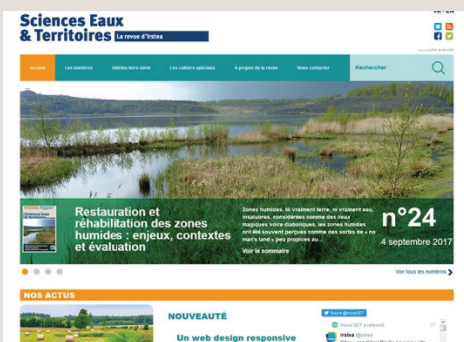 Sciences Eaux
& Territoires La revue d'Irstea
Accueil Les numéros Articles hors-série Les cahiers spéciaux À propos de la revue Nous contacter Rechercher
Restauration et
réhabilitation des zones
humides : enjeux, contextes
et évaluation
Zones humides. Ni vraiment terre, ni vraiment eau,
insalubres, considérées comme des lieux
magiques voire diaboliques, les zones humides
ont été souvent perçues comme des sortes de « no
man's land » peu propices au...
Voir le sommaire
n°24
4 septembre 2017
Voir tous les numéros
NOS ACTUS
NOUVEAUTÉ
Un web design responsive
irstea